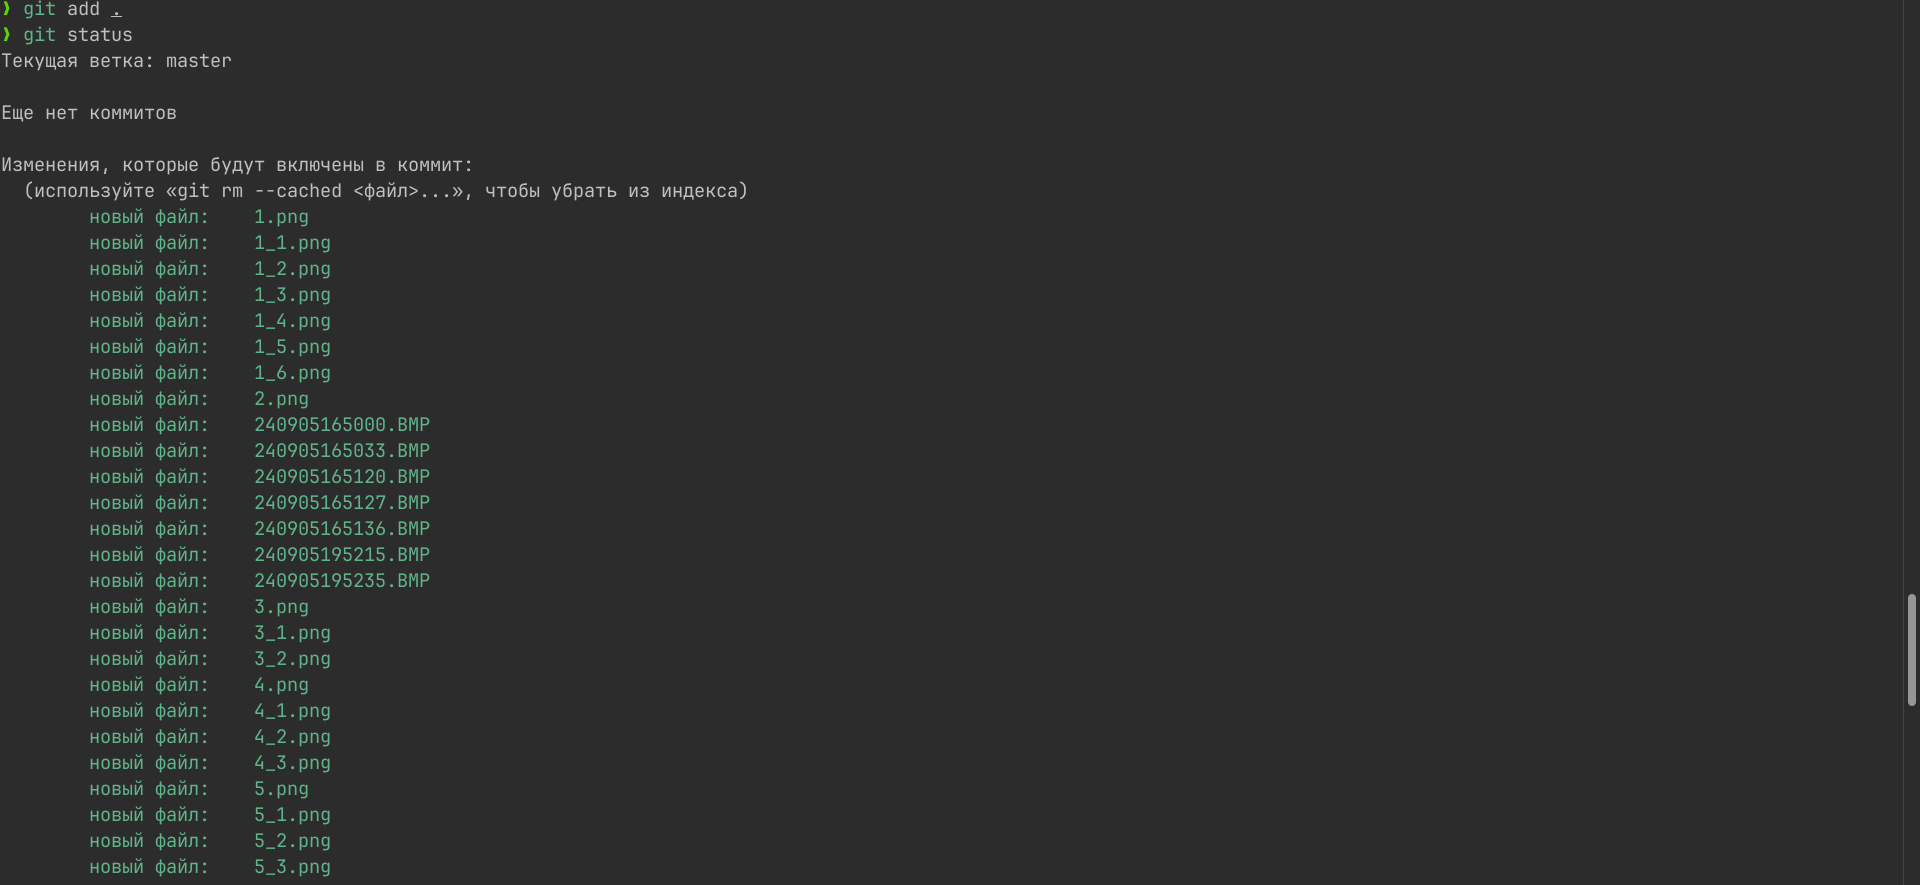 ❱ git add .
❱ git status
Текущая ветка: master
Еще нет коммитов
Изменения, которые будут включены в коммит:
(используйте «git rm --cached <файл>...», чтобы убрать из индекса)
новый файл: 1.png
новый файл: 1_1.png
новый файл: 1_2.png
новый файл: 1_3.png
новый файл: 1_4.png
новый файл: 1_5.png
новый файл: 1_6.png
новый файл: 2.png
новый файл: 240905165000.BMP
новый файл: 240905165033.BMP
новый файл: 240905165120.BMP
новый файл: 240905165127.BMP
новый файл: 240905165136.BMP
новый файл: 240905195215.BMP
новый файл: 240905195235.BMP
новый файл: 3.png
новый файл: 3_1.png
новый файл: 3_2.png
новый файл: 4.png
новый файл: 4_1.png
новый файл: 4_2.png
новый файл: 4_3.png
новый файл: 5.png
новый файл: 5_1.png
новый файл: 5_2.png
новый файл: 5_3.png